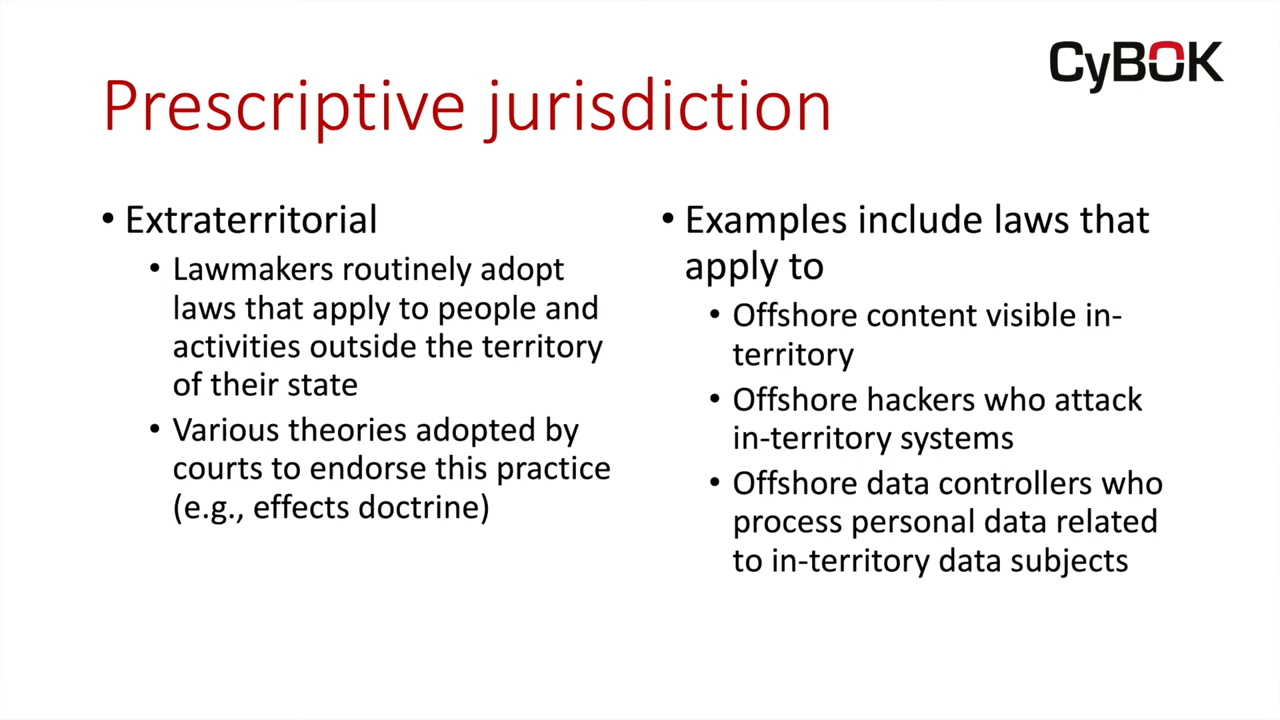 CyBOK
Prescriptive jurisdiction
• Extraterritorial
• Lawmakers routinely adopt
laws that apply to people and
activities outside the territory
of their state
• Various theories adopted by
courts to endorse this practice
(e.g., effects doctrine)
• Examples include laws that
apply to
• Offshore content visible in-
territory
• Offshore hackers who attack
in-territory systems
• Offshore data controllers who
process personal data related
to in-territory data subjects